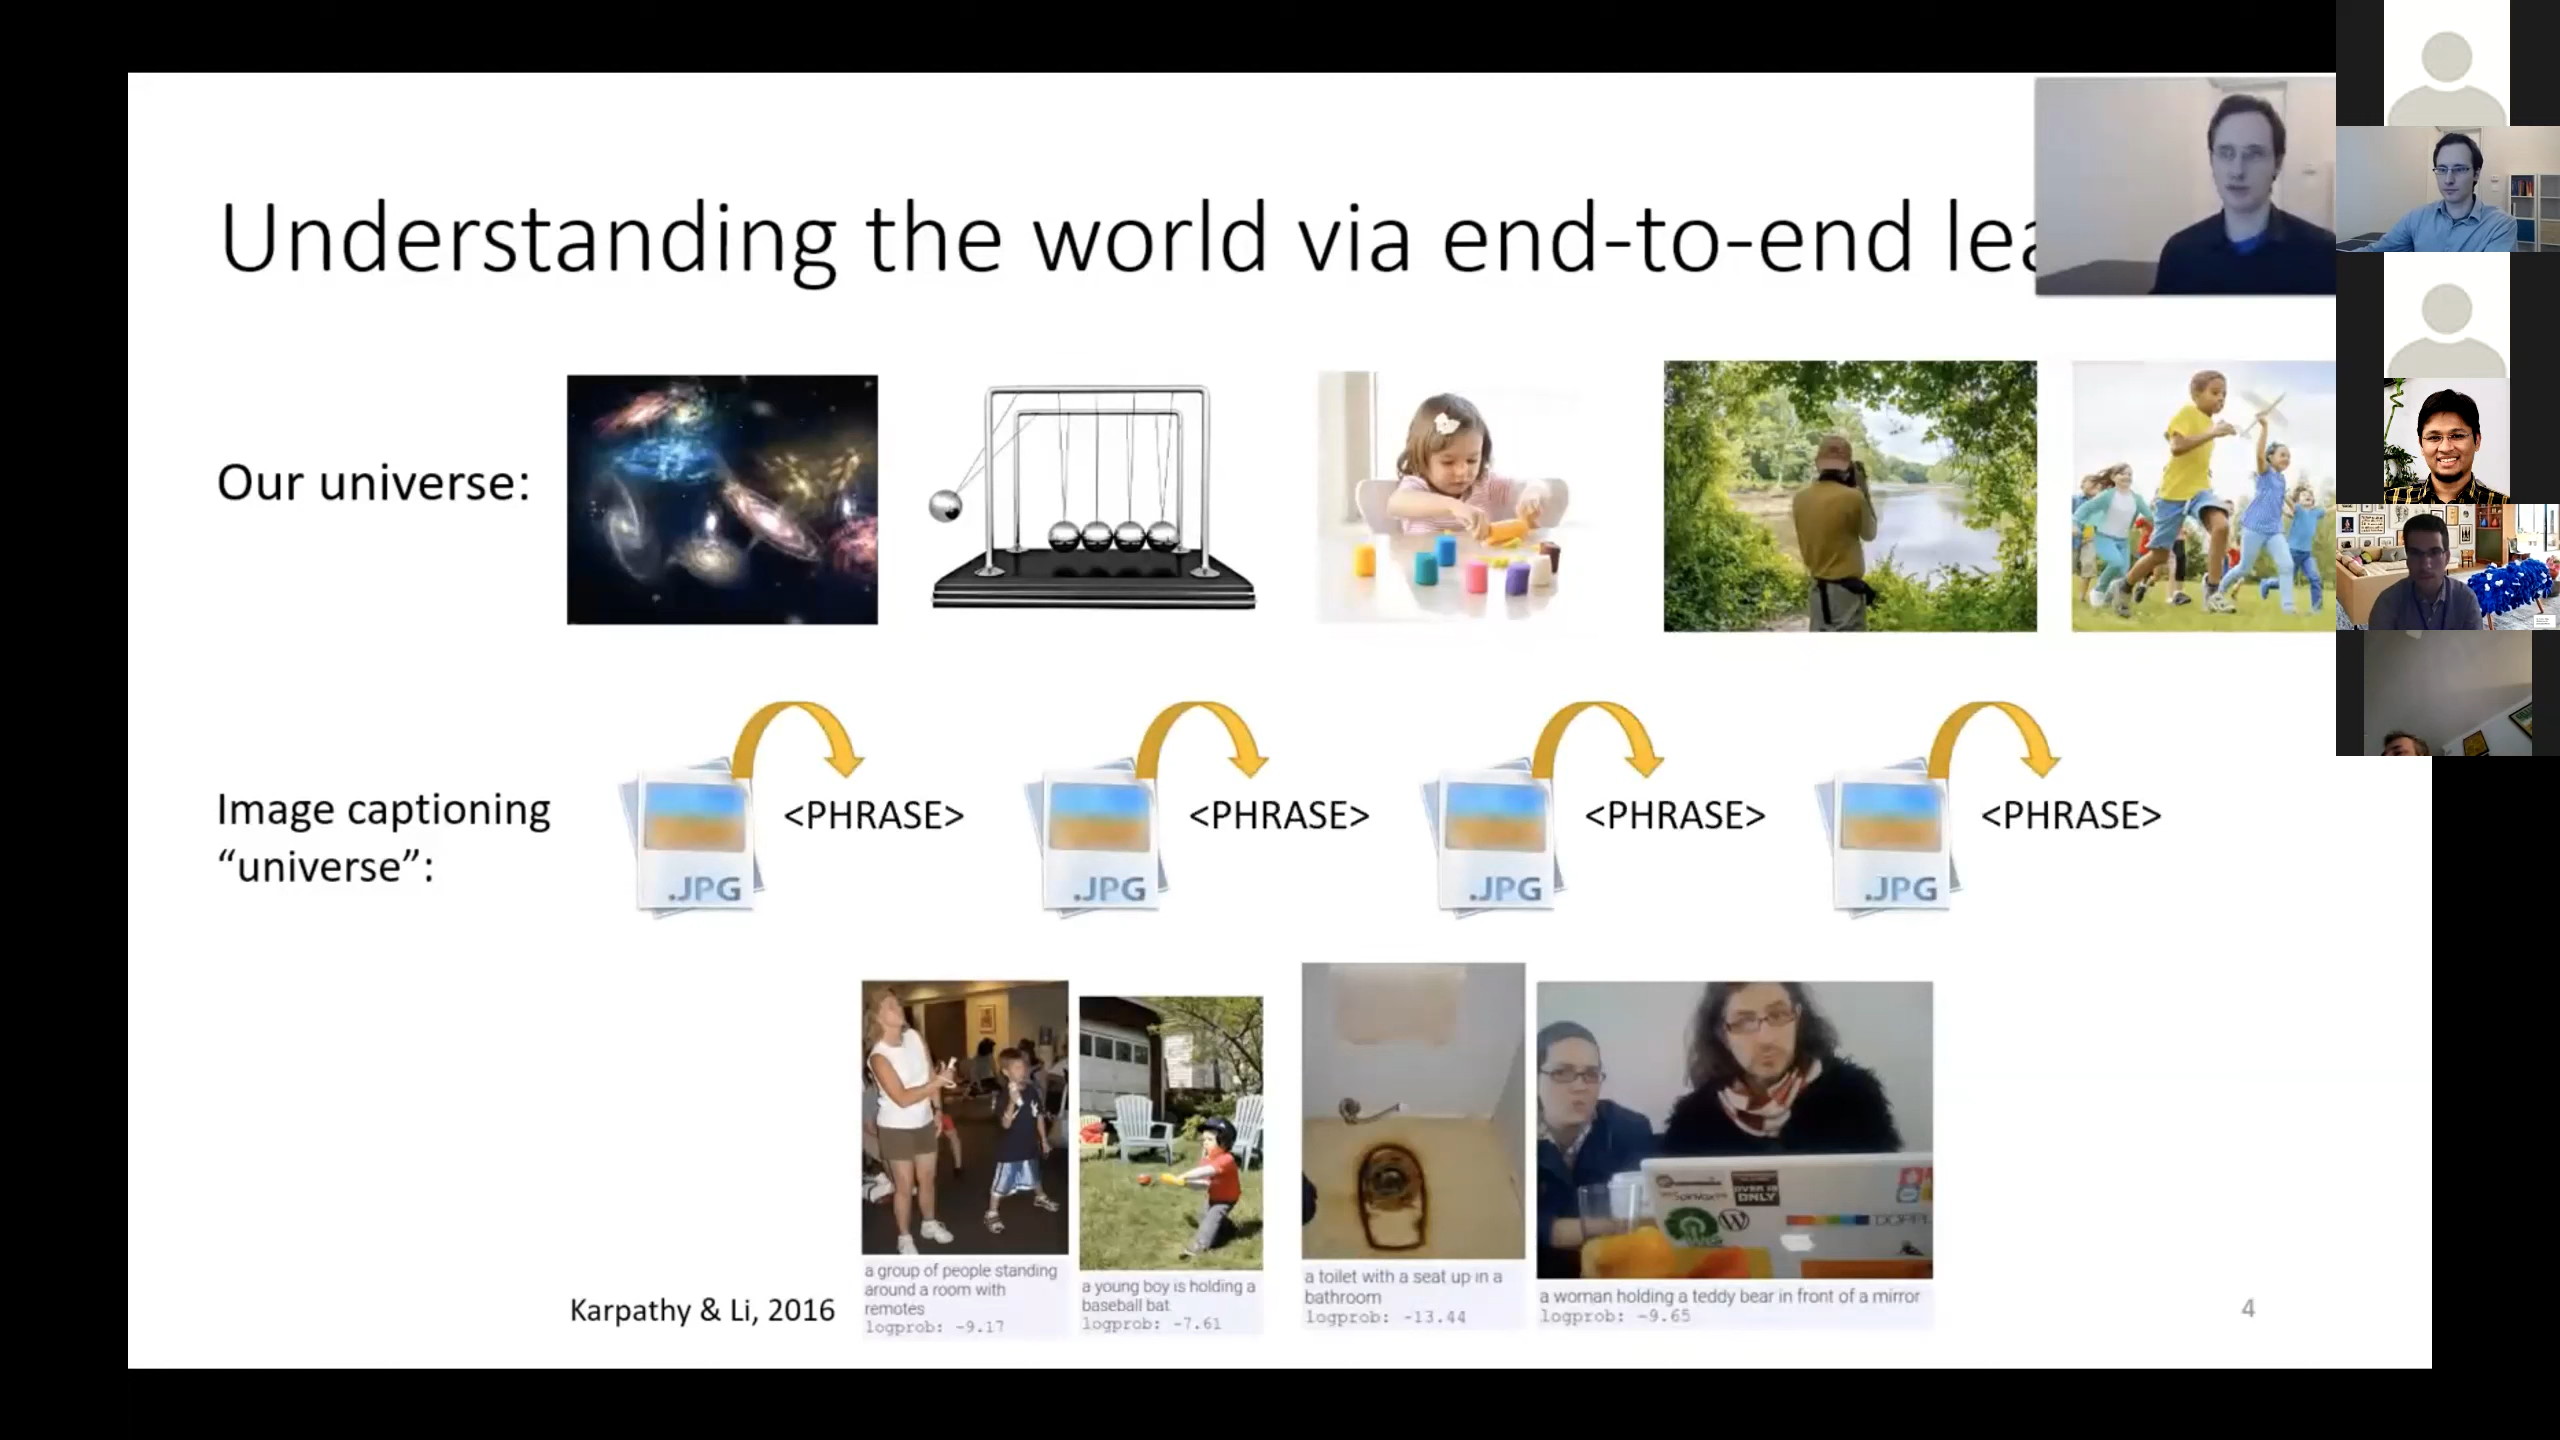 Understanding the world via end-to-end lea
Our universe:
<PHRASE> <PHRASE> <PHRASE> <PHRASE>
.JPG .JPG .JPG .JPG
Image captioning
“universe”:
OVER 18
ONLY
a group of people standing
around a room with
remotes
logprob: -9.17
a young boy is holding a
baseball bat
logprob: -7.61
a toilet with a seat up in a
bathroom
logprob: -13.44
a woman holding a teddy bear in front of a mirror
logprob: -9.65
Karpathy & Li, 2016
4